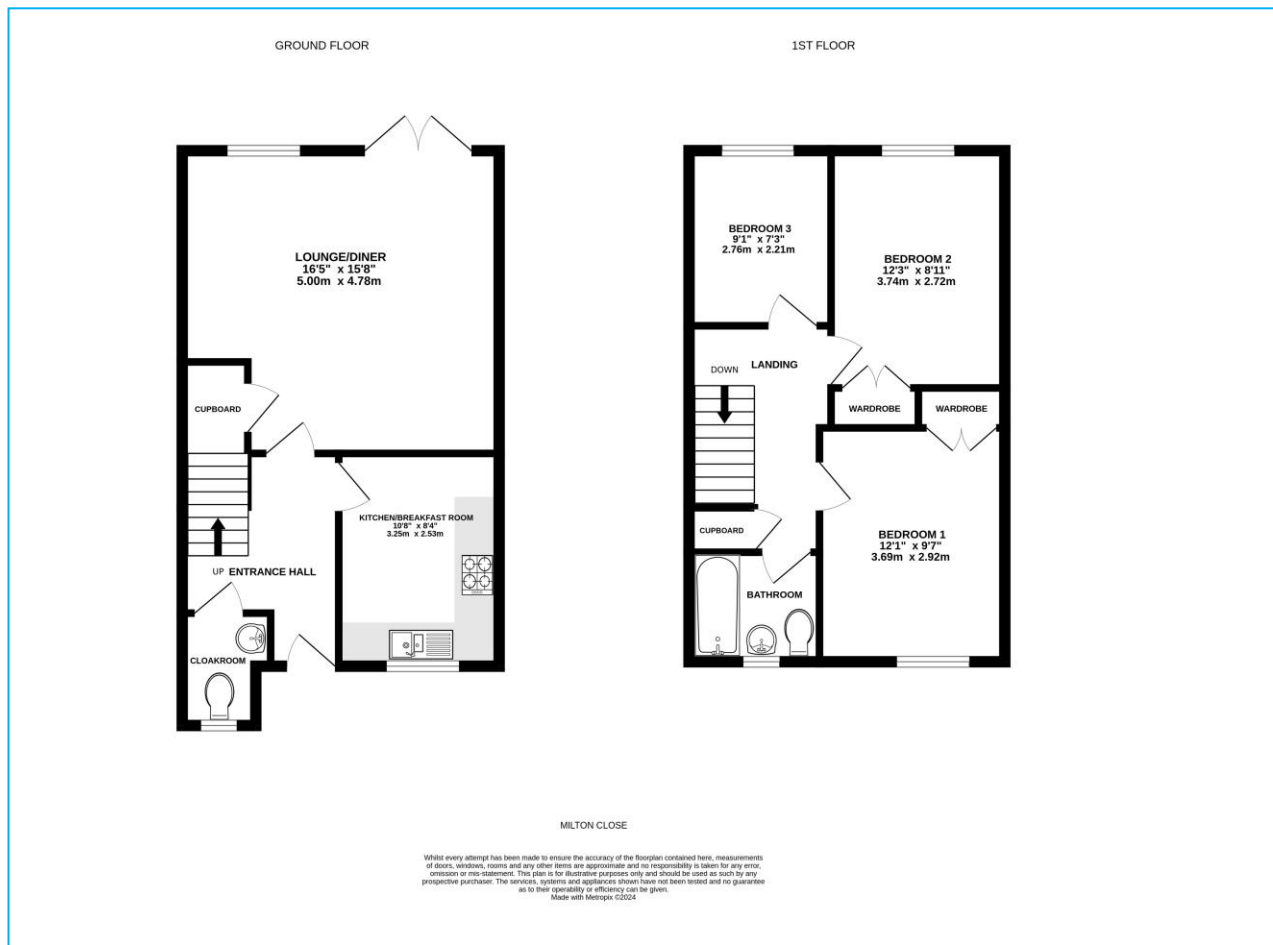 GROUND FLOOR
LOUNGE/DINER
16'5" x 15'8"
5.00m x 4.78m
CUPBOARD
KITCHEN/BREAKFAST ROOM
10'8" x 8'4"
3.25m x 2.53m
UP
ENTRANCE HALL
CLOAKROOM
1ST FLOOR
BEDROOM 3
9'1" x 7'3"
2.76m x 2.21m
BEDROOM 2
12'3" x 8'11"
3.74m x 2.72m
DOWN
LANDING
WARDROBE
WARDROBE
CUPBOARD
BEDROOM 1
12'1" x 9'7"
3.69m x 2.92m
BATHROOM
MILTON CLOSE
Whilst every attempt has been made to ensure the accuracy of the floorplan contained here, measurements
of doors, windows, rooms and any other items are approximate and no responsibility is taken for any error,
omission or mis-statement. This plan is for illustrative purposes only and should be used as such by any
prospective purchaser. The services, systems and appliances shown have not been tested and no guarantee
as to their operability or efficiency can be given.
Made with Metropix ©2024